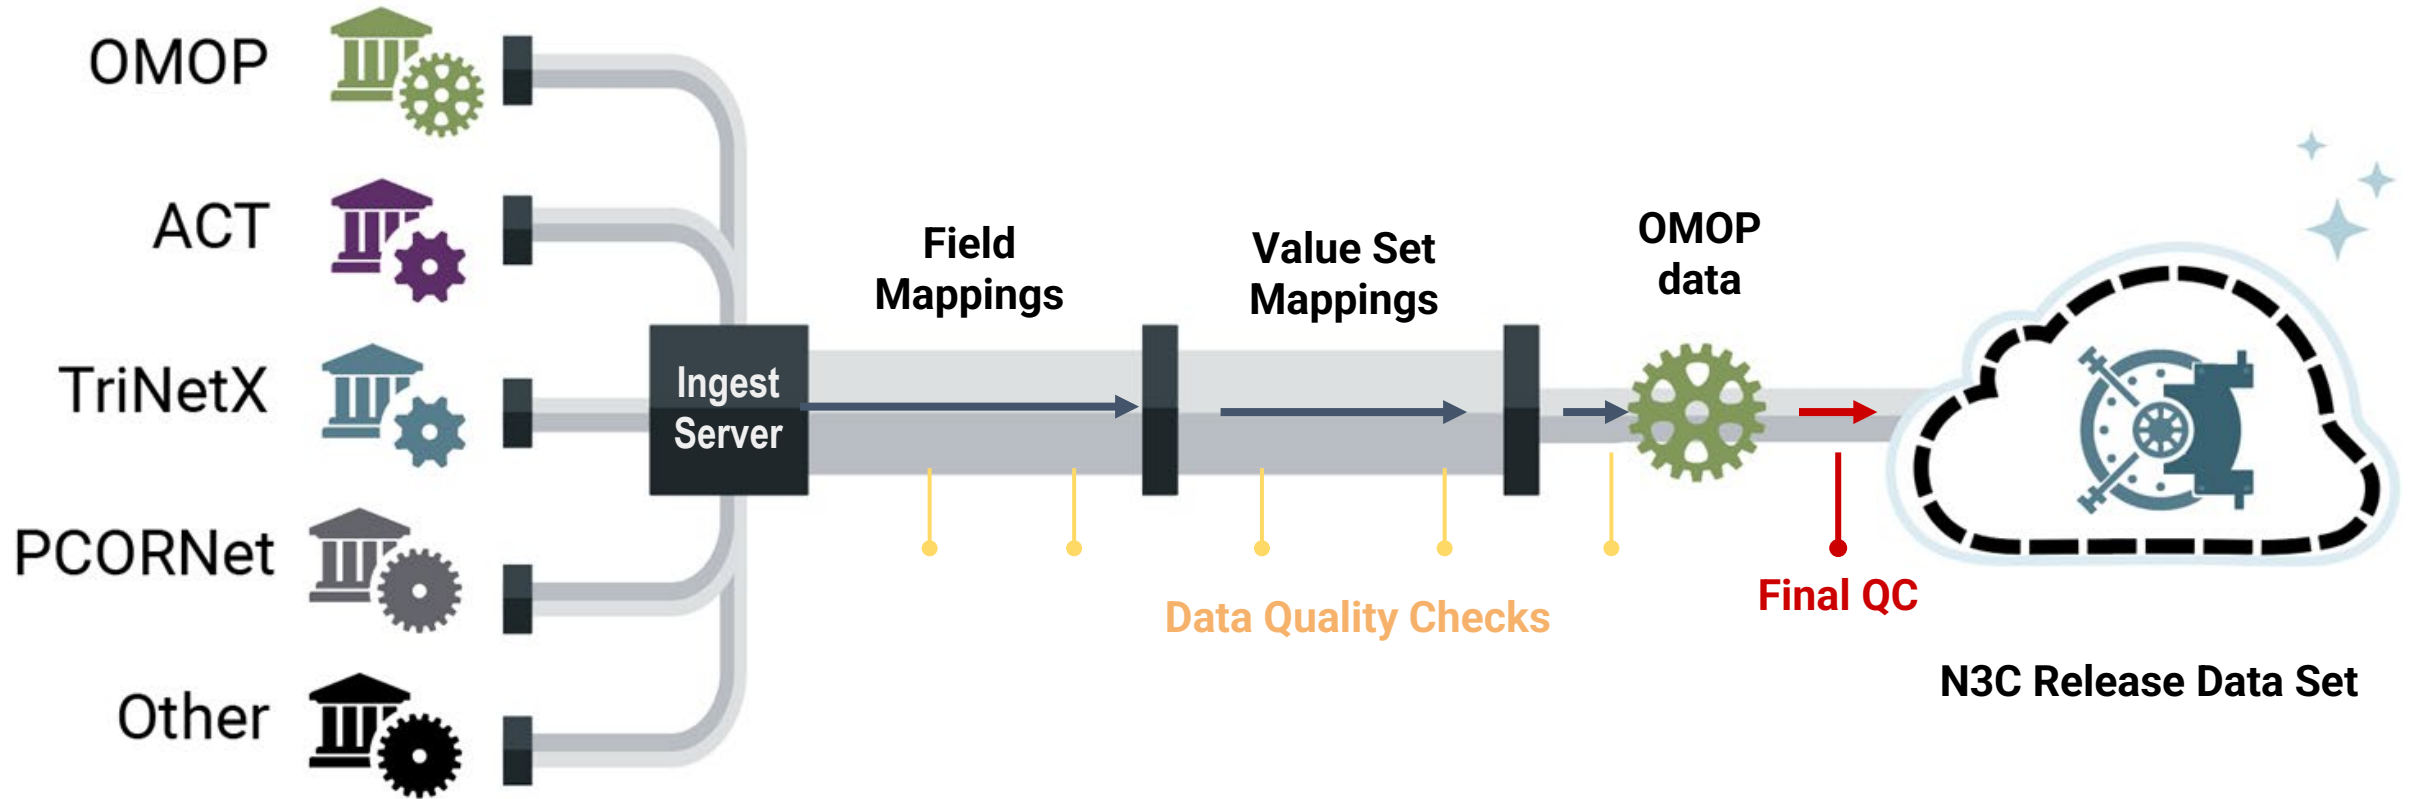 OMOP
ACT
TriNetX
PCORNet
Other
Ingest
Server
Field
Mappings
Value Set
Mappings
OMOP
data
Data Quality Checks
Final QC
N3C Release Data Set